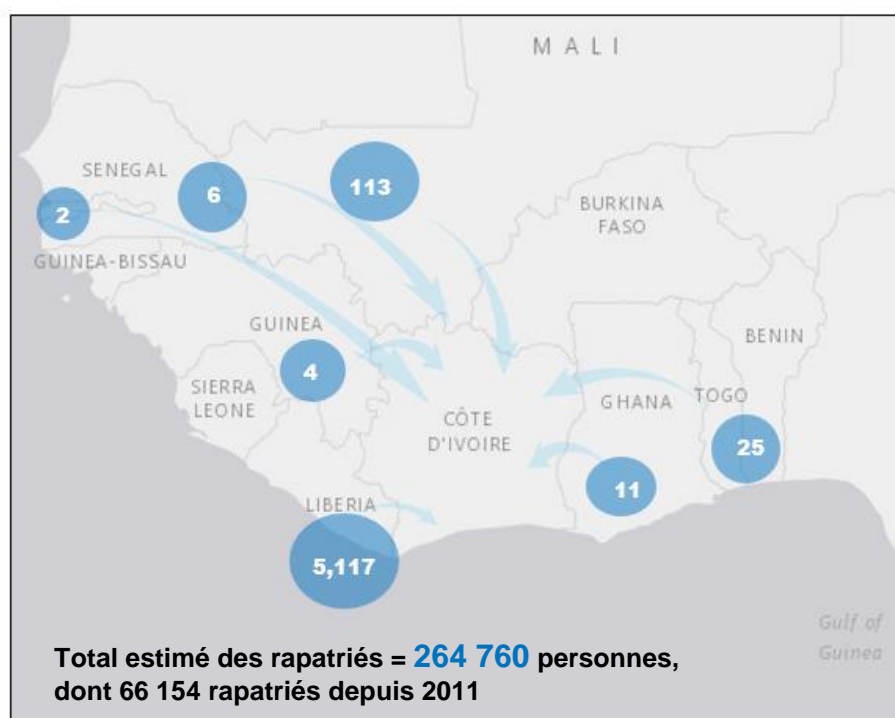 MALI
SENEGAL
6
113
2
BURKINA
FASO
GUINEA-BISSAU
GUINEA
BENIN
4
SIERRA
LEONE
GHANA
TOGO
CÔTE
D'IVOIRE
25
11
LIBERIA
5,117
Gulf of
Guinea
Total estimé des rapatriés = 264 760 personnes,
dont 66 154 rapatriés depuis 2011